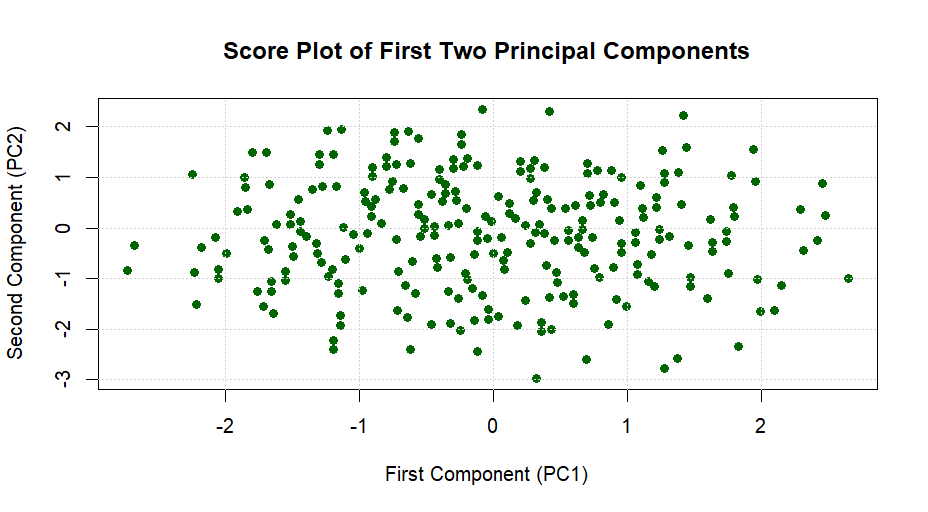 Score Plot of First Two Principal Components
Second Component (PC2)
2
1
0
-1
-2
-3
-2 -1 0 1 2
First Component (PC1)